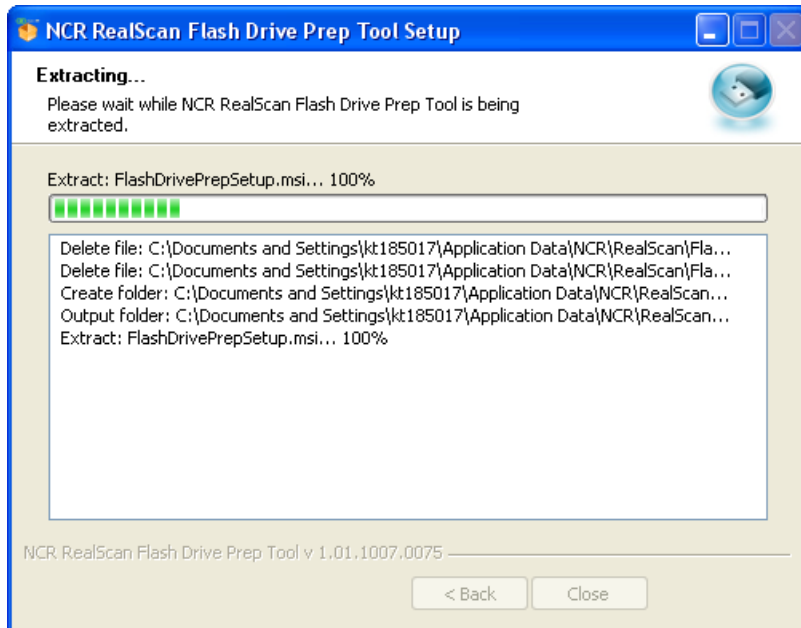 NCR RealScan Flash Drive Prep Tool Setup
Extracting...
Please wait while NCR RealScan Flash Drive Prep Tool is being
extracted.
Extract: FlashDrivePrepSetup.msi... 100%
Delete file: C:\Documents and Settings\kt185017\Application Data\NCR\RealScan\Fla...
Delete file: C:\Documents and Settings\kt185017\Application Data\NCR\RealScan\Fla...
Create folder: C:\Documents and Settings\kt185017\Application Data\NCR\RealScan...
Output folder: C:\Documents and Settings\kt185017\Application Data\NCR\RealScan...
Extract: FlashDrivePrepSetup.msi... 100%
NCR RealScan Flash Drive Prep Tool v 1.01.1007.0075
< Back Close